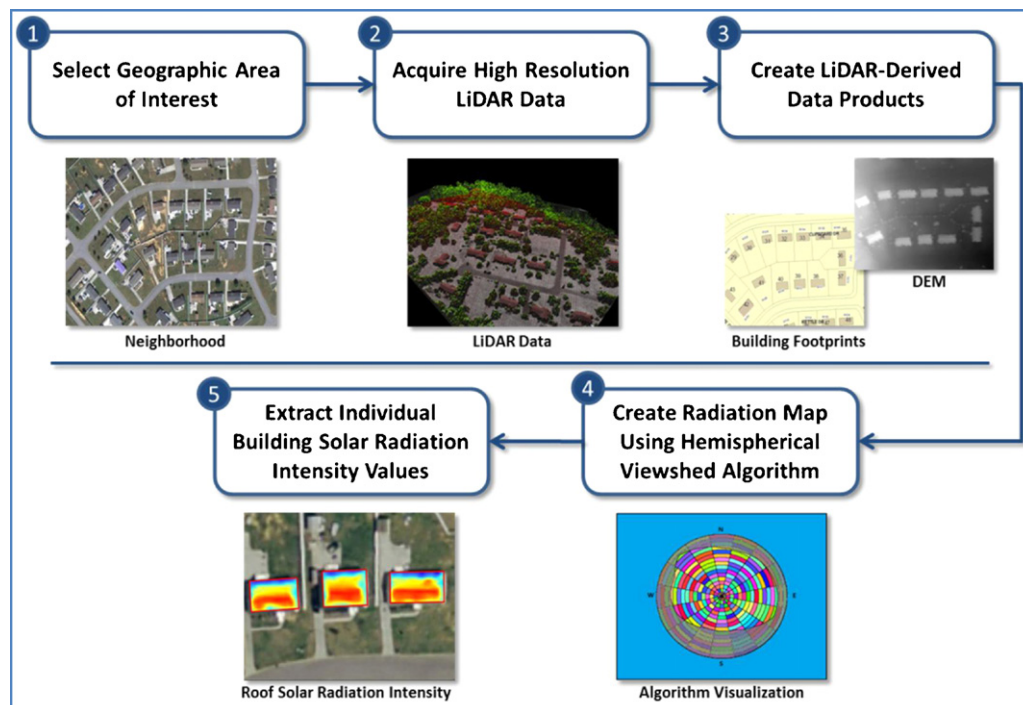 1
Select Geographic Area
of Interest
2
Acquire High Resolution
LiDAR Data
3
Create LiDAR-Derived
Data Products
Neighborhood
LiDAR Data
Building Footprints
DEM
5
Extract Individual
Building Solar Radiation
Intensity Values
4
Create Radiation Map
Using Hemispherical
Viewshed Algorithm
Roof Solar Radiation Intensity
N
W
E
S
Algorithm Visualization